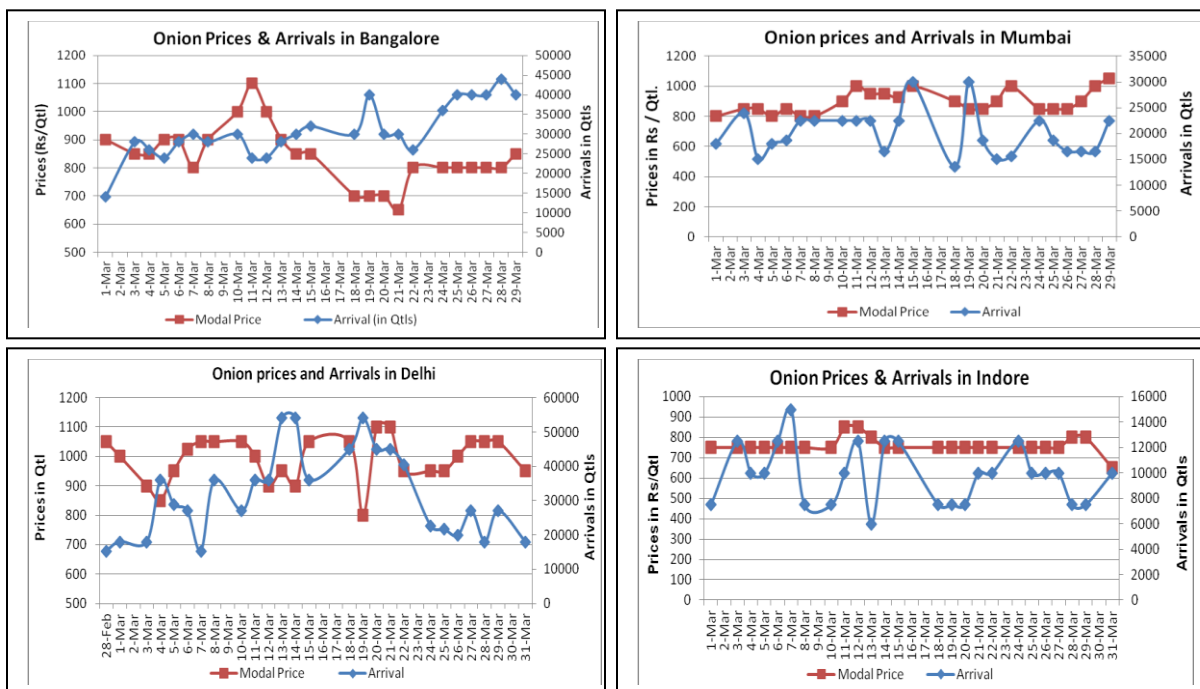 Onion Prices & Arrivals in Bangalore
Prices (Rs/Qtl)
1200
1100
1000
900
800
700
600
500
50000
45000
40000
35000
30000
25000
20000
15000
10000
5000
0
Arrivals in Qtls
1-Mar
2-Mar
3-Mar
4-Mar
5-Mar
6-Mar
7-Mar
8-Mar
9-Mar
10-Mar
11-Mar
12-Mar
13-Mar
14-Mar
15-Mar
16-Mar
17-Mar
18-Mar
19-Mar
20-Mar
21-Mar
22-Mar
23-Mar
24-Mar
25-Mar
26-Mar
27-Mar
28-Mar
29-Mar
Modal Price
Arrival (in Qtls)
Onion prices and Arrivals in Mumbai
Prices in Rs / Qtl.
1200
1000
800
600
400
200
0
35000
30000
25000
20000
15000
10000
5000
0
Arrivals in Qtls
1-Mar
2-Mar
3-Mar
4-Mar
5-Mar
6-Mar
7-Mar
8-Mar
9-Mar
10-Mar
11-Mar
12-Mar
13-Mar
14-Mar
15-Mar
16-Mar
17-Mar
18-Mar
19-Mar
20-Mar
21-Mar
22-Mar
23-Mar
24-Mar
25-Mar
26-Mar
27-Mar
28-Mar
29-Mar
Modal Price
Arrival
Onion prices and Arrivals in Delhi
Prices in Qtl
1200
1100
1000
900
800
700
600
500
60000
50000
40000
30000
20000
10000
0
Arrivals in Qtls
28-Feb
1-Mar
2-Mar
3-Mar
4-Mar
5-Mar
6-Mar
7-Mar
8-Mar
9-Mar
10-Mar
11-Mar
12-Mar
13-Mar
14-Mar
15-Mar
16-Mar
17-Mar
18-Mar
19-Mar
20-Mar
21-Mar
22-Mar
23-Mar
24-Mar
25-Mar
26-Mar
27-Mar
28-Mar
29-Mar
30-Mar
31-Mar
Modal Price
Arrival
Onion Prices & Arrivals in Indore
Prices in Rs/Qtl
1000
900
800
700
600
500
400
300
200
100
0
16000
14000
12000
10000
8000
6000
4000
2000
0
Arrivals in Qtls
1-Mar
2-Mar
3-Mar
4-Mar
5-Mar
6-Mar
7-Mar
8-Mar
9-Mar
10-Mar
11-Mar
12-Mar
13-Mar
14-Mar
15-Mar
16-Mar
17-Mar
18-Mar
19-Mar
20-Mar
21-Mar
22-Mar
23-Mar
24-Mar
25-Mar
26-Mar
27-Mar
28-Mar
29-Mar
30-Mar
31-Mar
Modal Price
Arrival